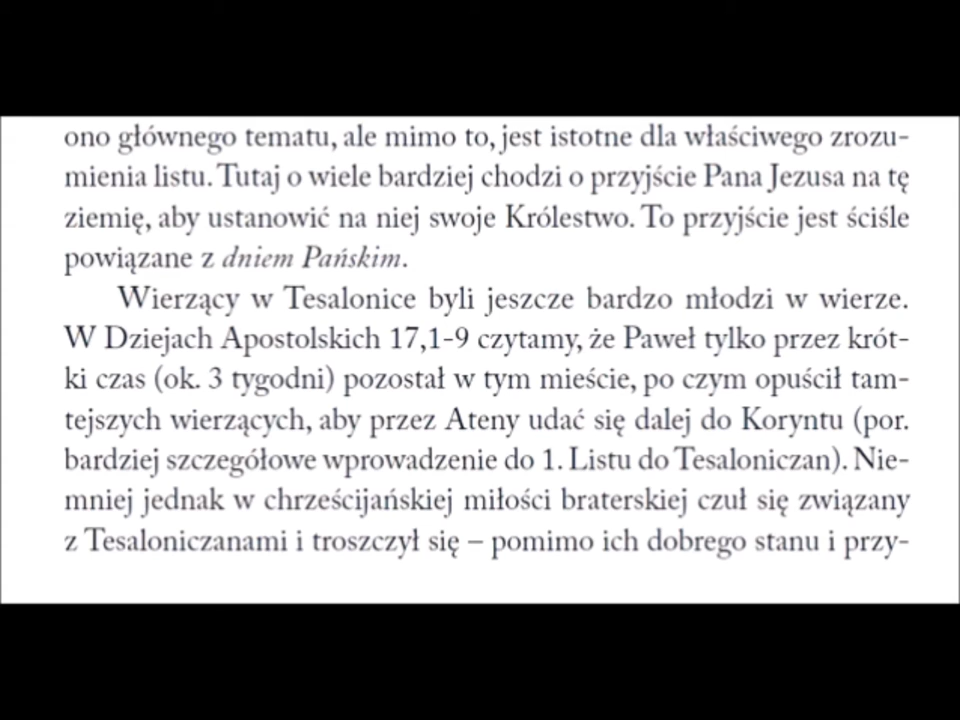 ono głównego tematu, ale mimo to, jest istotne dla właściwego zrozu-
mienia listu. Tutaj o wiele bardziej chodzi o przyjście Pana Jezusa na tę
ziemię, aby ustanowić na niej swoje Królestwo. To przyjście jest ściśle
powiązane z dniem Pańskim.
Wierzący w Tesalonice byli jeszcze bardzo młodzi w wierze.
W Dziejach Apostolskich 17,1-9 czytamy, że Paweł tylko przez krót-
ki czas (ok. 3 tygodni) pozostał w tym mieście, po czym opuścił tam-
tejszych wierzących, aby przez Ateny udać się dalej do Koryntu (por.
bardziej szczegółowe wprowadzenie do 1. Listu do Tesaloniczan). Nie-
mniej jednak w chrześcijańskiej miłości braterskiej czuł się związany
z Tesaloniczanami i troszczył się – pomimo ich dobrego stanu i przy-